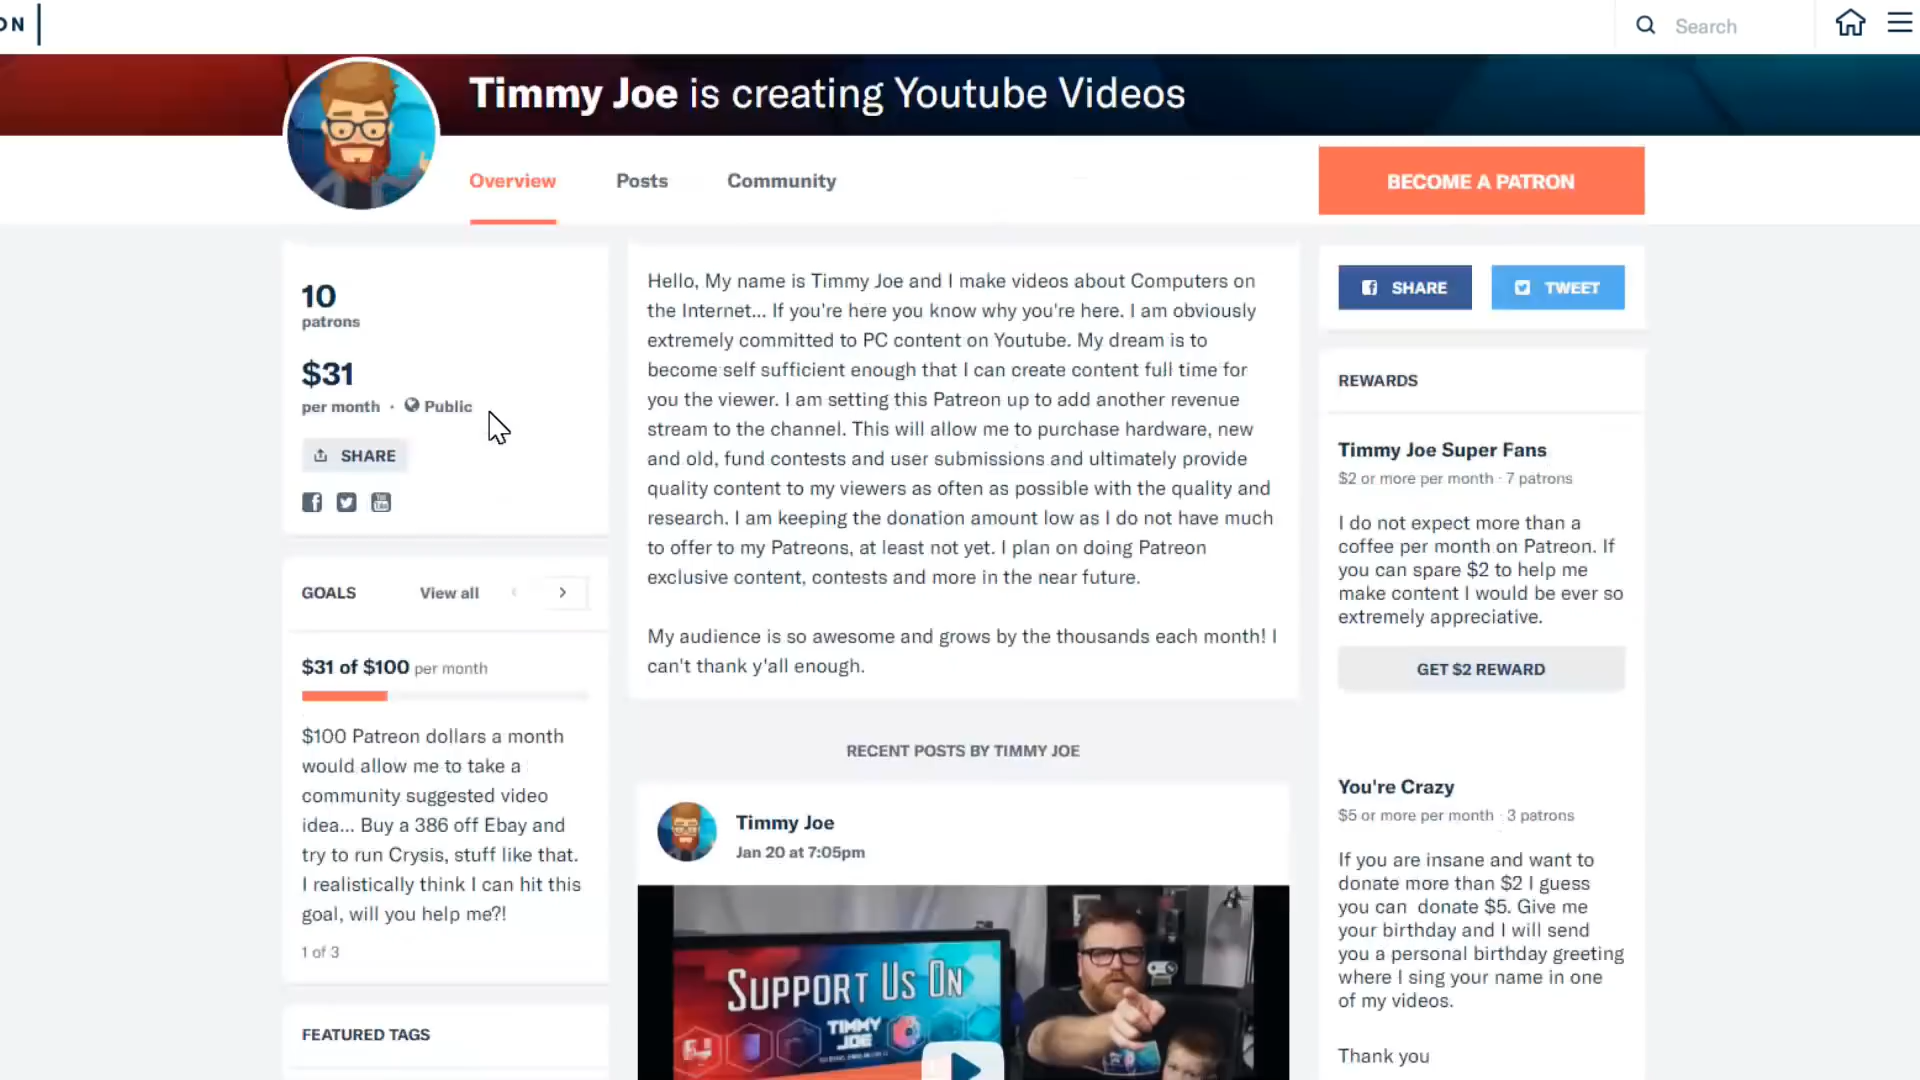 ON
Search
Timmy Joe is creating Youtube Videos
Overview
Posts
Community
BECOME A PATRON
10
patrons
$31
per month · Public
SHARE
GOALS
View all
$31 of $100 per month
$100 Patreon dollars a month
would allow me to take a
community suggested video
idea... Buy a 386 off Ebay and
try to run Crysis, stuff like that.
I realistically think I can hit this
goal, will you help me?!
1 of 3
FEATURED TAGS
Hello, My name is Timmy Joe and I make videos about Computers on
the Internet... If you're here you know why you're here. I am obviously
extremely committed to PC content on Youtube. My dream is to
become self sufficient enough that I can create content full time for
you the viewer. I am setting this Patreon up to add another revenue
stream to the channel. This will allow me to purchase hardware, new
and old, fund contests and user submissions and ultimately provide
quality content to my viewers as often as possible with the quality and
research. I am keeping the donation amount low as I do not have much
to offer to my Patreons, at least not yet. I plan on doing Patreon
exclusive content, contests and more in the near future.
My audience is so awesome and grows by the thousands each month! I
can't thank y'all enough.
RECENT POSTS BY TIMMY JOE
Timmy Joe
Jan 20 at 7:05pm
SUPPORT US ON
TIMMY
JOE
SHARE
TWEET
REWARDS
Timmy Joe Super Fans
$2 or more per month · 7 patrons
I do not expect more than a
coffee per month on Patreon. If
you can spare $2 to help me
make content I would be ever so
extremely appreciative.
GET $2 REWARD
You're Crazy
$5 or more per month · 3 patrons
If you are insane and want to
donate more than $2 I guess
you can donate $5. Give me
your birthday and I will send
you a personal birthday greeting
where I sing your name in one
of my videos.
Thank you